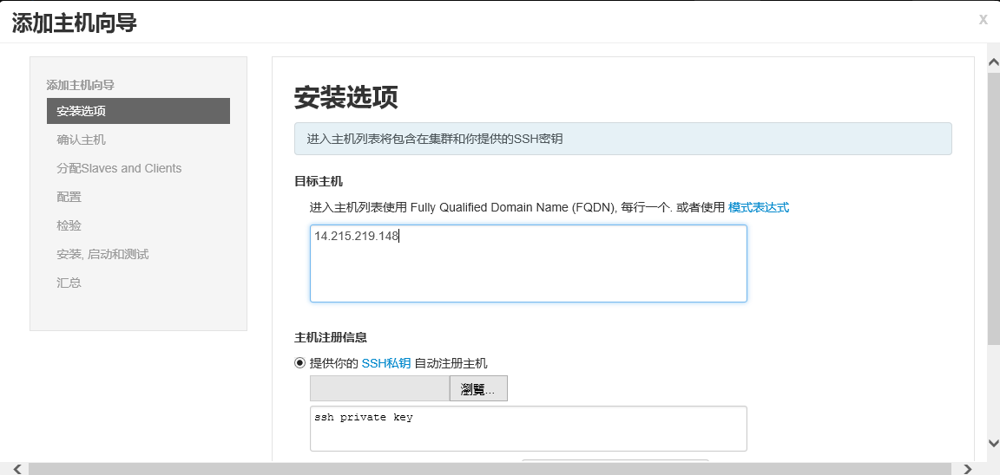 添加主机向导
x
添加主机向导
安装选项
确认主机
分配Slaves and Clients
配置
检验
安装, 启动和测试
汇总
安装选项
进入主机列表将包含在集群和你提供的SSH密钥
目标主机
进入主机列表使用 Fully Qualified Domain Name (FQDN), 每行一个. 或者使用 模式表达式
14.215.219.148
主机注册信息
提供你的 SSH私钥 自动注册主机
瀏覽...
ssh private key